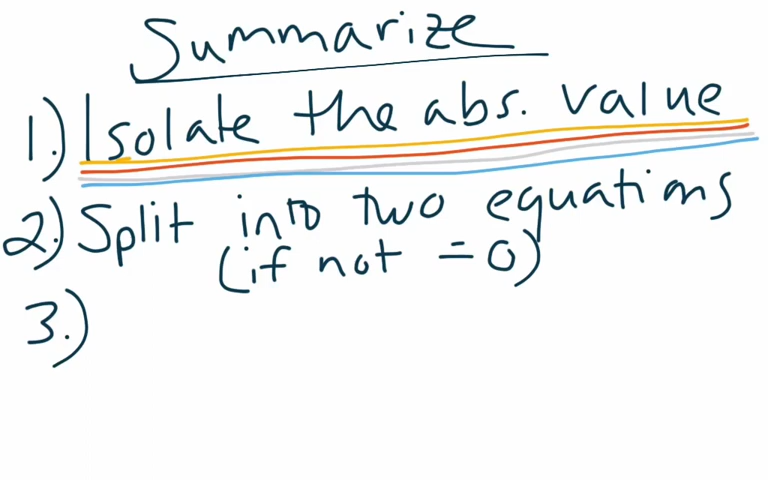 Summarize
1.) Isolate the abs. value
2.) Split into two equations
(if not = 0)
3.)